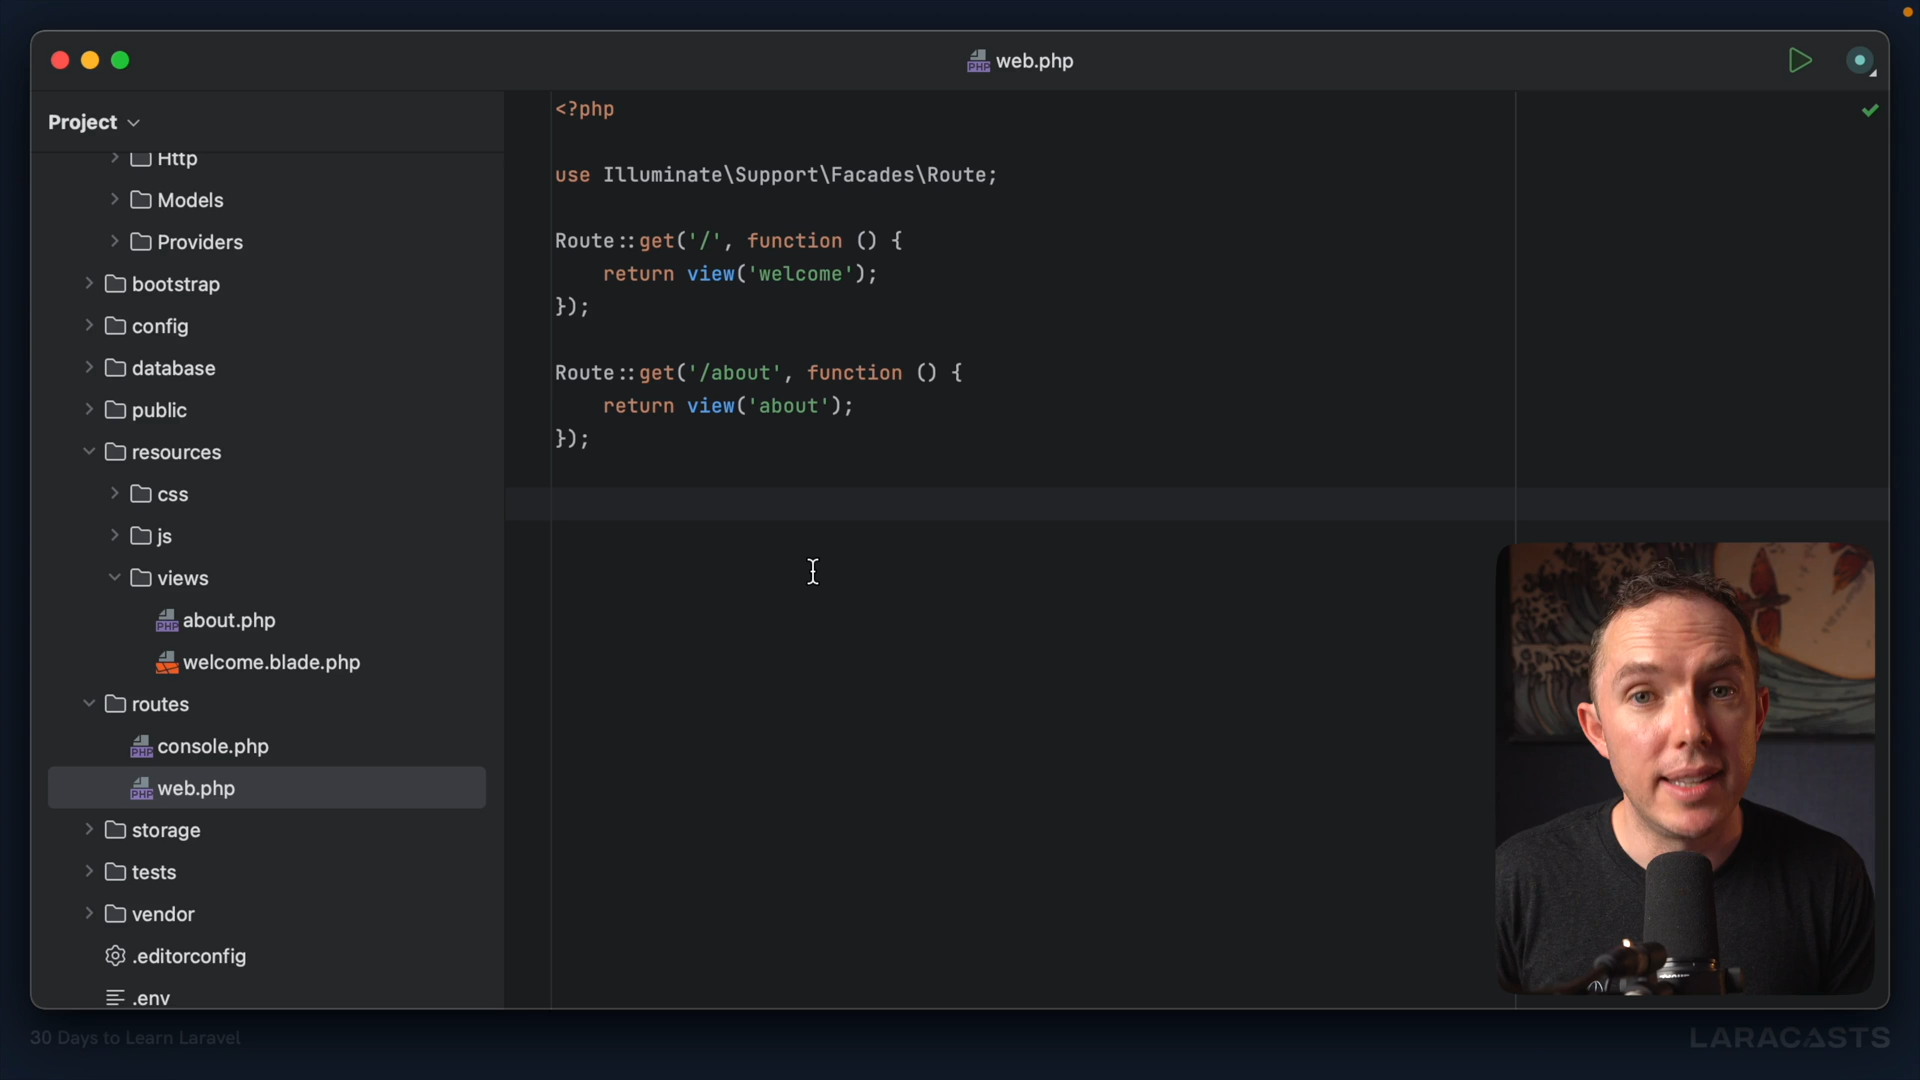 web.php
Project
Http
Models
Providers
bootstrap
config
database
public
resources
css
js
views
about.php
welcome.blade.php
routes
console.php
web.php
storage
tests
vendor
.editorconfig
.env
<?php
use Illuminate\Support\Facades\Route;
Route::get('/', function () {
    return view('welcome');
});
Route::get('/about', function () {
    return view('about');
});
30 Days to Learn Laravel
LARACASTS